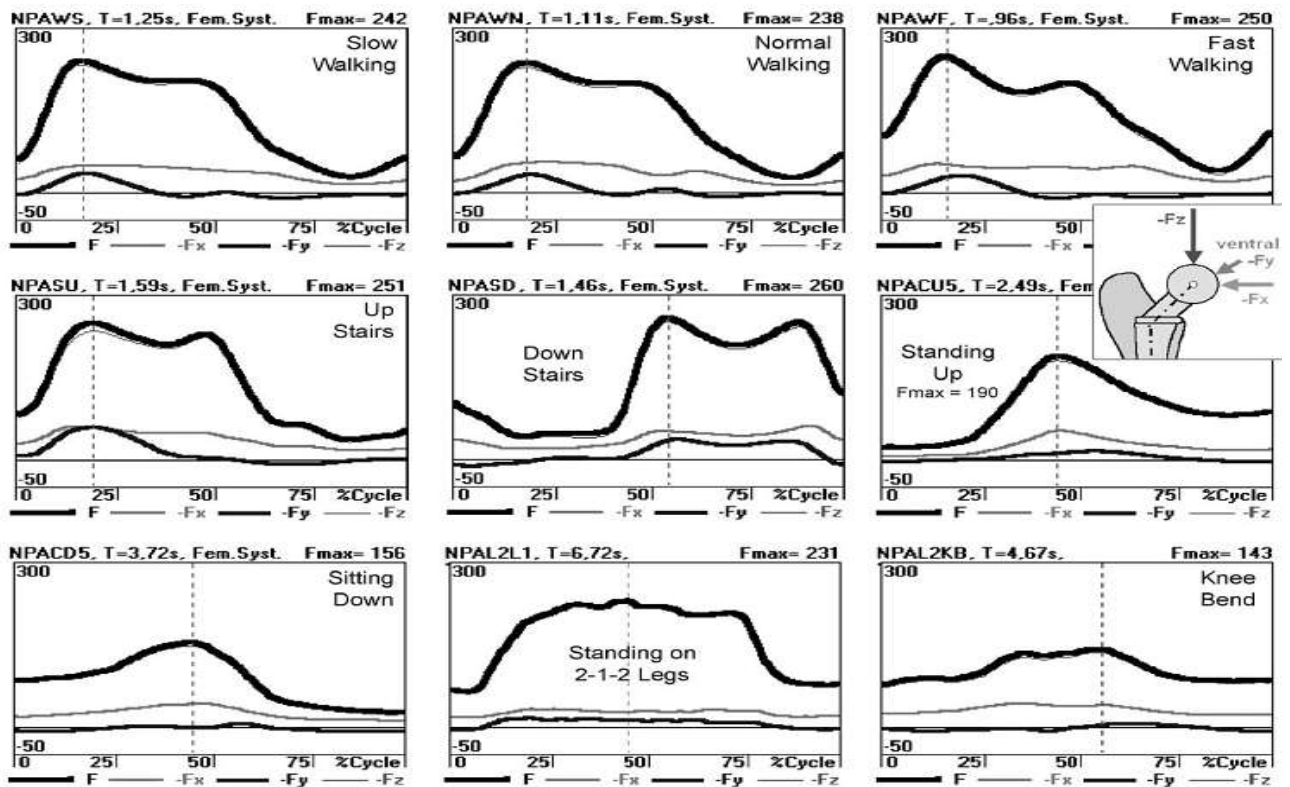 NPAWS, T=1,25s, Fem.Syst. Fmax= 242
300
Slow
Walking
-50
0 25 50 75 %Cycle
F -Fx -Fy -Fz
NPAWN, T=1,11s, Fem.Syst. Fmax= 238
300
Normal
Walking
-50
0 25 50 75 %Cycle
F -Fx -Fy -Fz
NPAWF, T=,96s, Fem.Syst. Fmax= 250
300
Fast
Walking
-50
0 25 50 75 %Cycle
F -Fx -Fy -Fz
-Fz
ventral
-Fy
-Fx
NPASU, T=1,59s, Fem.Syst. Fmax= 251
300
Up
Stairs
-50
0 25 50 75 %Cycle
F -Fx -Fy -Fz
NPASD, T=1,46s, Fem.Syst. Fmax= 260
300
Down
Stairs
-50
0 25 50 75 %Cycle
F -Fx -Fy -Fz
NPACU5, T=2,49s, Fem
300
Standing
Up
Fmax = 190
-50
0 25 50 75 %Cycle
F -Fx -Fy -Fz
NPACD5, T=3,72s, Fem.Syst. Fmax= 156
300
Sitting
Down
-50
0 25 50 75 %Cycle
F -Fx -Fy -Fz
NPAL2L1, T=6,72s, Fmax= 231
300
Standing on
2-1-2 Legs
-50
0 25 50 75 %Cycle
F -Fx -Fy -Fz
NPAL2KB, T=4,67s, Fmax= 143
300
Knee
Bend
-50
0 25 50 75 %Cycle
F -Fx -Fy -Fz